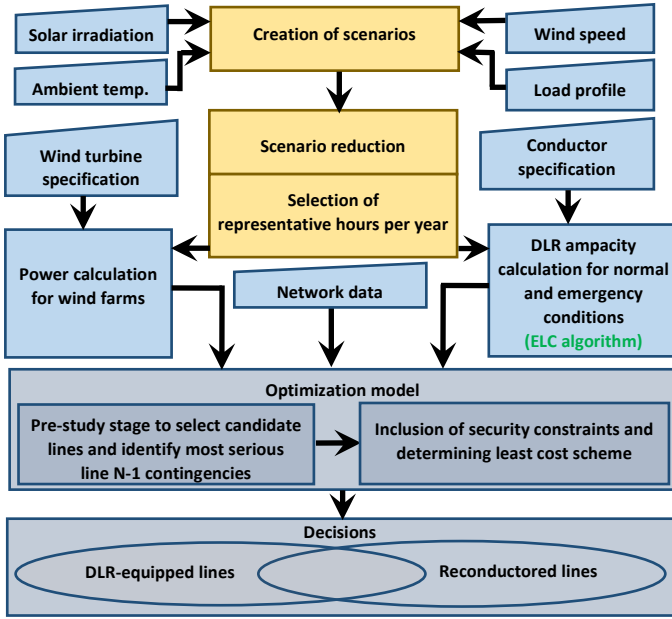 Solar irradiation
Creation of scenarios
Wind speed
Ambient temp.
Load profile
Scenario reduction
Wind turbine
specification
Conductor
specification
Selection of
representative hours per year
Power calculation
for wind farms
Network data
DLR ampacity
calculation for normal
and emergency
conditions
(ELC algorithm)
Optimization model
Pre-study stage to select candidate
lines and identify most serious
line N-1 contingencies
Inclusion of security constraints and
determining least cost scheme
Decisions
DLR-equipped lines
Reconductored lines